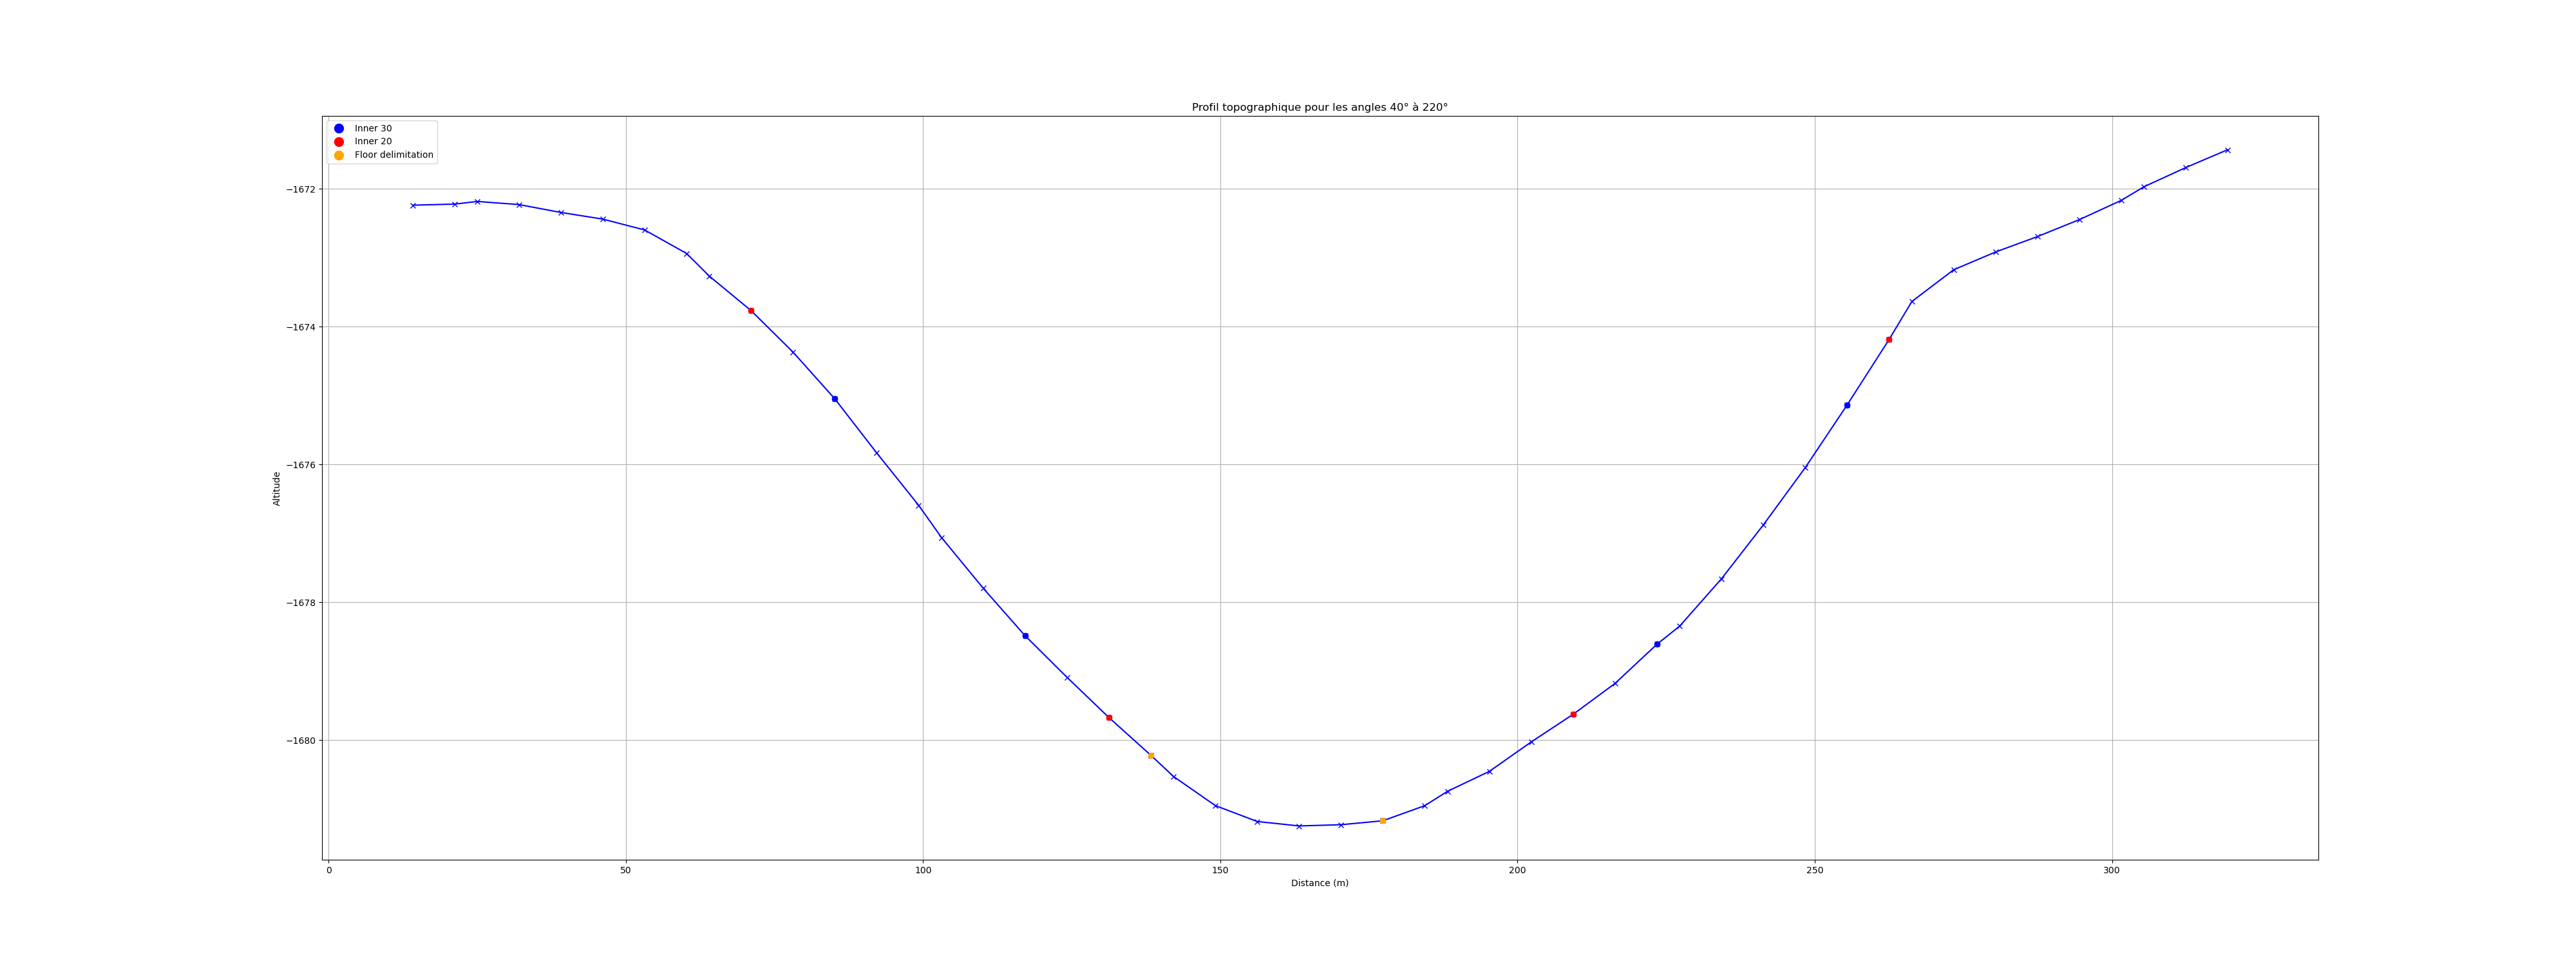 Profil topographique pour les angles 40° à 220°
Inner 30
Inner 20
Floor delimitation
−1672
−1674
−1676
−1678
−1680
Altitude
0 50 100 150 200 250 300
Distance (m)